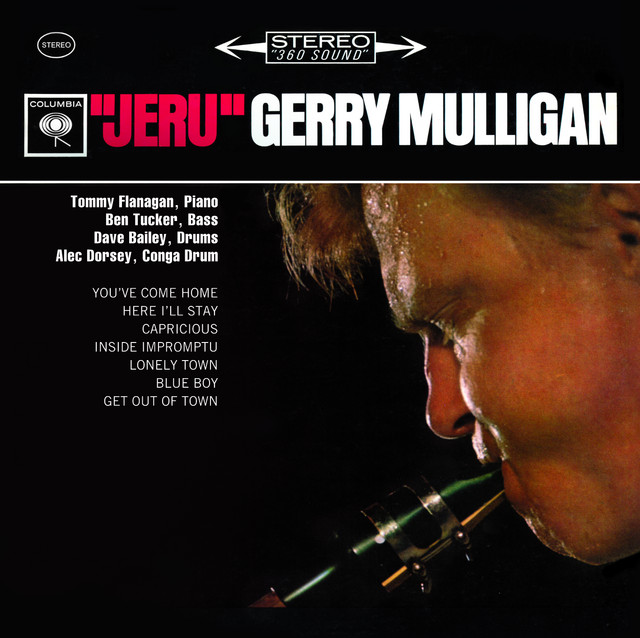 STEREO
STEREO
"360 SOUND"
COLUMBIA
"JERU" GERRY MULLIGAN
Tommy Flanagan, Piano
Ben Tucker, Bass
Dave Bailey, Drums
Alec Dorsey, Conga Drum
YOU'VE COME HOME
HERE I'LL STAY
CAPRICIOUS
INSIDE IMPROMPTU
LONELY TOWN
BLUE BOY
GET OUT OF TOWN